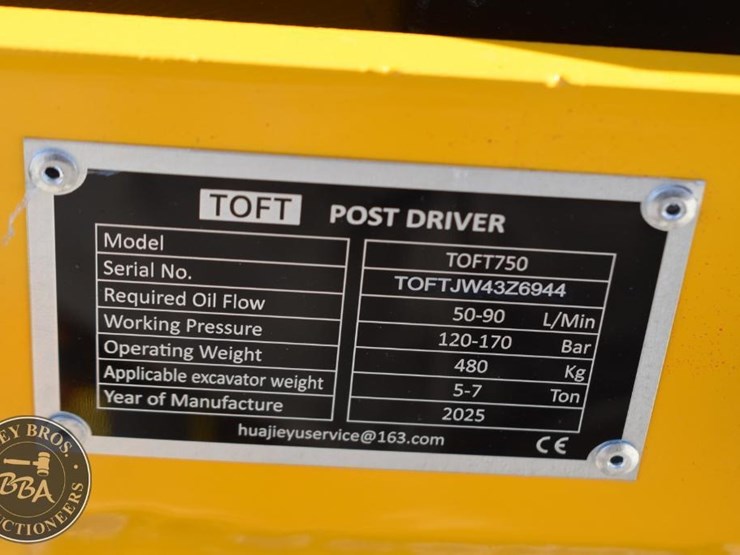 TOFT POST DRIVER
Model TOFT750
Serial No. TOFTJW43Z6944
Required Oil Flow 50-90 L/Min
Working Pressure 120-170 Bar
Operating Weight 480 Kg
Applicable excavator weight 5-7 Ton
Year of Manufacture 2025
huajieyuservice@163.com CE
EY BROS.
BBA
CTIONEERS